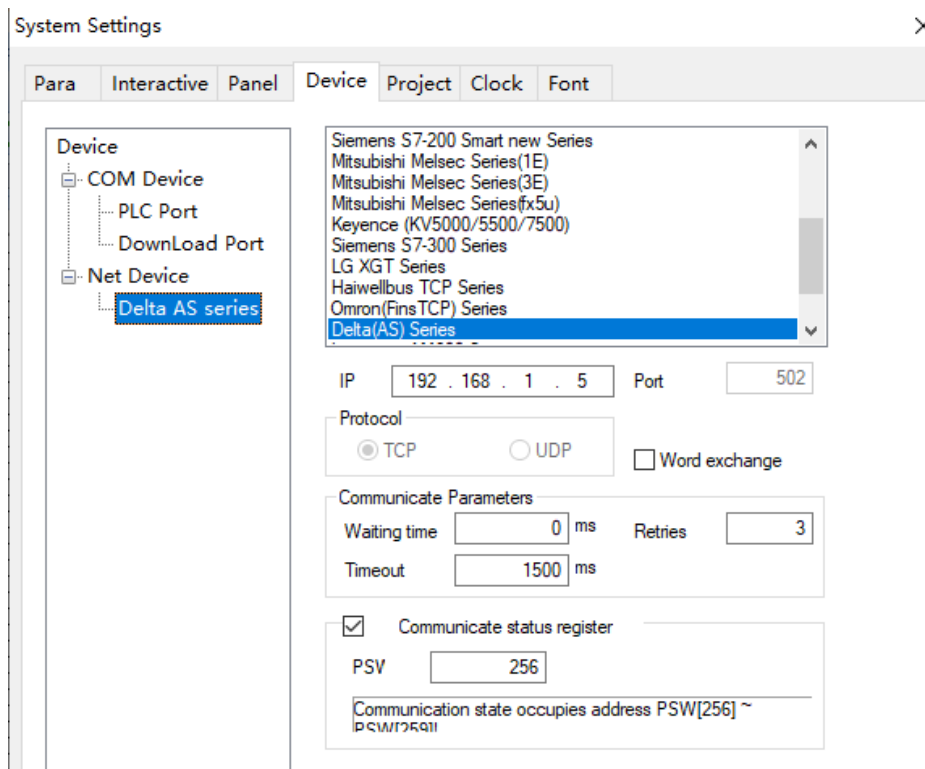 System Settings
Para Interactive Panel Device Project Clock Font
Device
COM Device
PLC Port
DownLoad Port
Net Device
Delta AS series
Siemens S7-200 Smart new Series
Mitsubishi Melsec Series(1E)
Mitsubishi Melsec Series(3E)
Mitsubishi Melsec Series(fx5u)
Keyence (KV5000/5500/7500)
Siemens S7-300 Series
LG XGT Series
Haiwellbus TCP Series
Omron(FinsTCP) Series
Delta(AS) Series
IP 192 . 168 . 1 . 5 Port 502
Protocol
TCP UDP
Word exchange
Communicate Parameters
Waiting time 0 ms Retries 3
Timeout 1500 ms
Communicate status register
PSW 256
Communication state occupies address PSW[256] ~
PSW[259]!